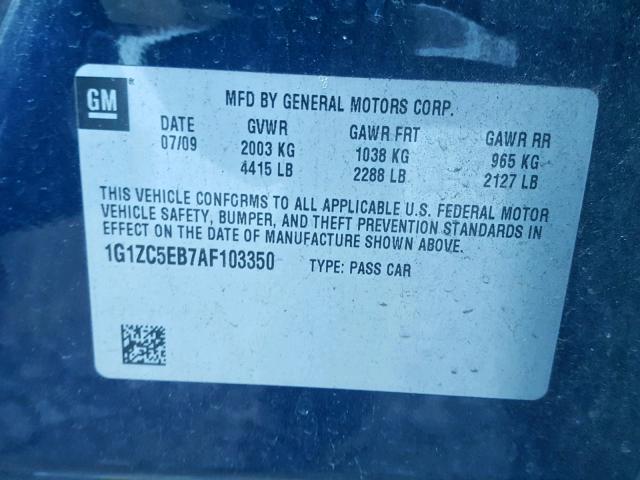 GM
MFD BY GENERAL MOTORS CORP.
DATE GVWR GAWR FRT GAWR RR
07/09 2003 KG 1038 KG 965 KG
4415 LB 2288 LB 2127 LB
THIS VEHICLE CONFORMS TO ALL APPLICABLE U.S. FEDERAL MOTOR
VEHICLE SAFETY, BUMPER, AND THEFT PREVENTION STANDARDS IN
EFFECT ON THE DATE OF MANUFACTURE SHOWN ABOVE.
1G1ZC5EB7AF103350 TYPE: PASS CAR